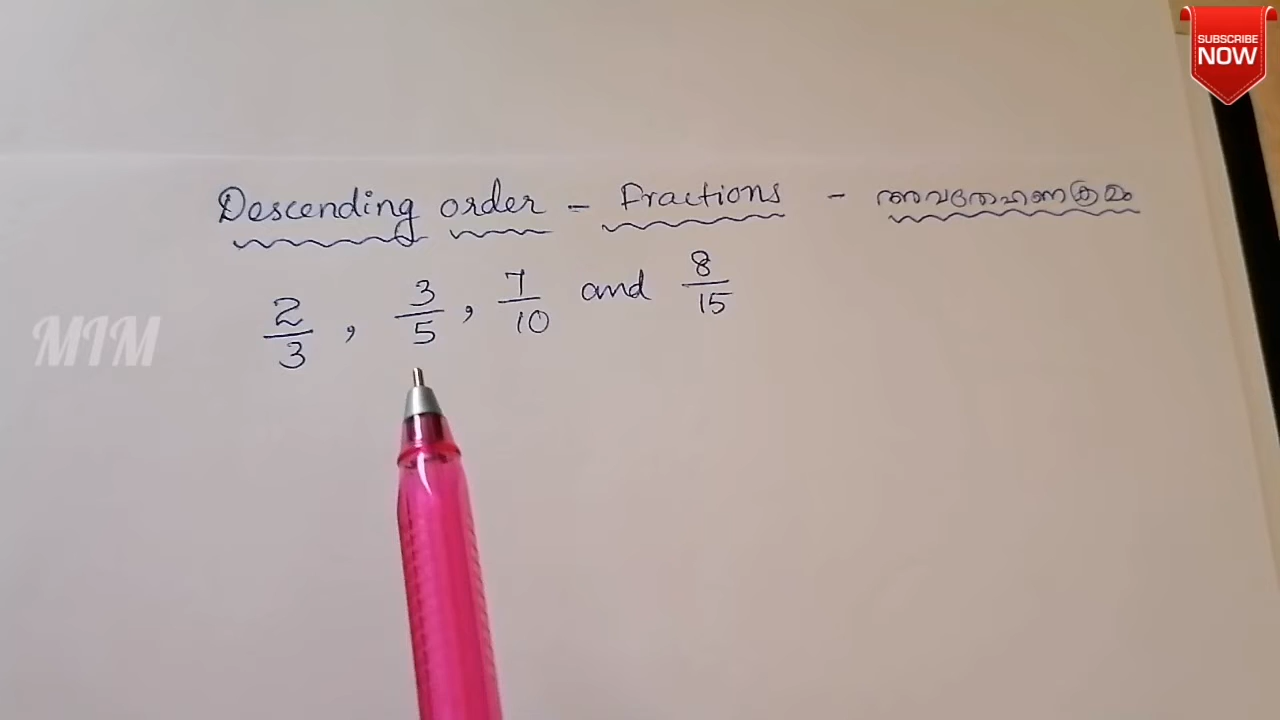 SUBSCRIBE
NOW
Descending order - Fractions - അവരോഹണക്രമം
2/3 , 3/5 , 7/10 and 8/15
MIM